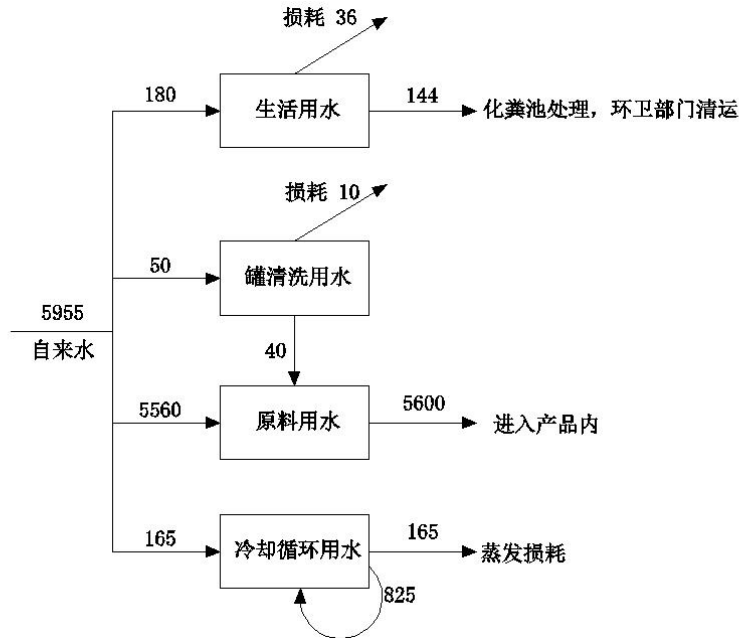 损耗 36
180
生活用水
144
化粪池处理，环卫部门清运
损耗 10
50
罐清洗用水
5955
自来水
40
5560
原料用水
5600
进入产品内
165
冷却循环用水
165
蒸发损耗
825